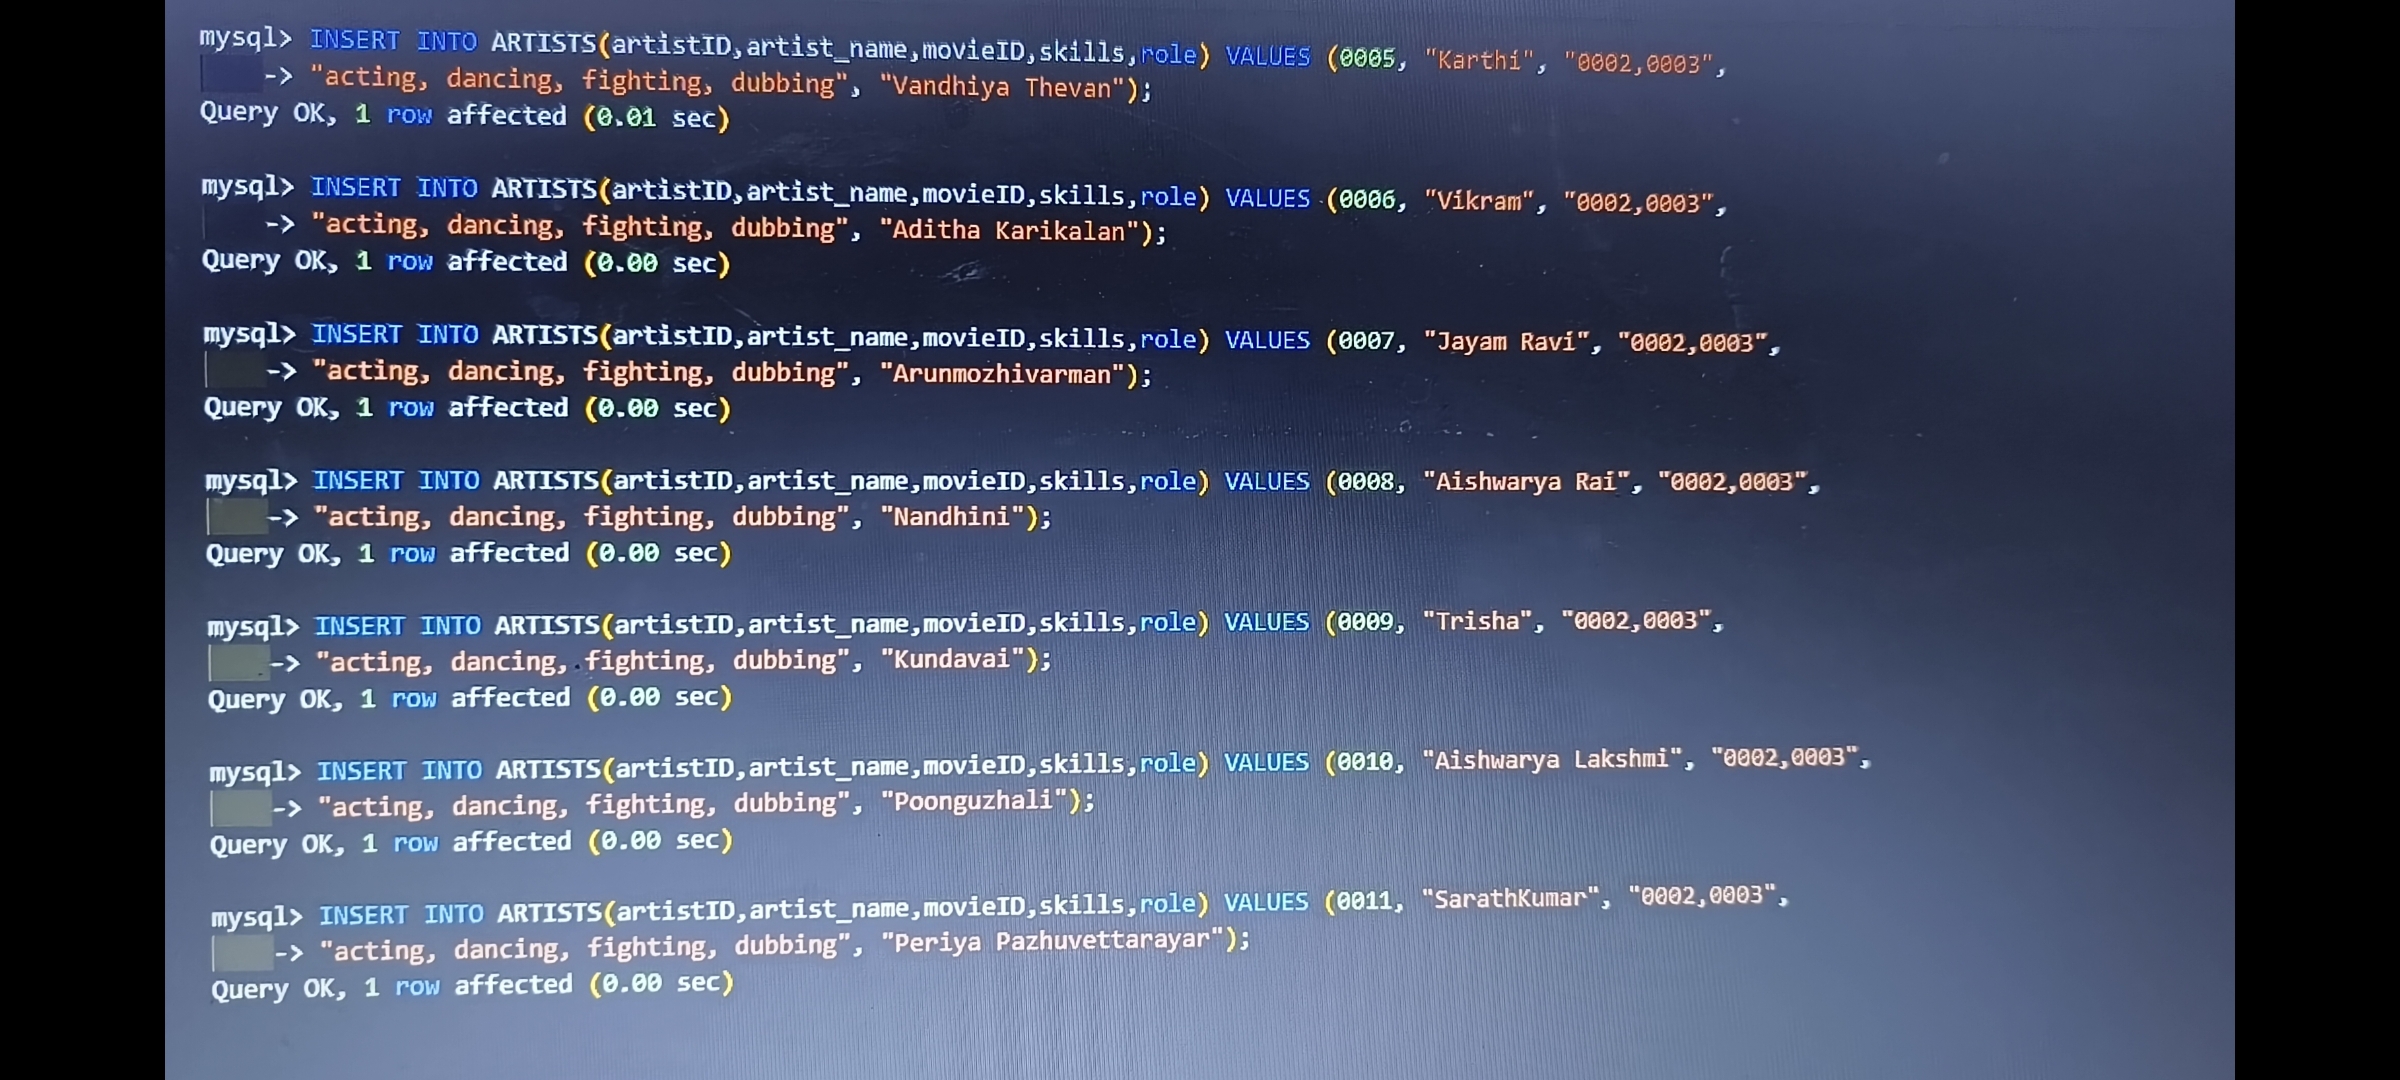 mysql> INSERT INTO ARTISTS(artistID,artist_name,movieID,skills,role) VALUES (0005, "Karthi", "0002,0003",
-> "acting, dancing, fighting, dubbing", "Vandhiya Thevan");
Query OK, 1 row affected (0.01 sec)
mysql> INSERT INTO ARTISTS(artistID,artist_name,movieID,skills,role) VALUES (0006, "Vikram", "0002,0003",
-> "acting, dancing, fighting, dubbing", "Aditha Karikalan");
Query OK, 1 row affected (0.00 sec)
mysql> INSERT INTO ARTISTS(artistID,artist_name,movieID,skills,role) VALUES (0007, "Jayam Ravi", "0002,0003",
-> "acting, dancing, fighting, dubbing", "Arunmozhivarman");
Query OK, 1 row affected (0.00 sec)
mysql> INSERT INTO ARTISTS(artistID,artist_name,movieID,skills,role) VALUES (0008, "Aishwarya Rai", "0002,0003",
-> "acting, dancing, fighting, dubbing", "Nandhini");
Query OK, 1 row affected (0.00 sec)
mysql> INSERT INTO ARTISTS(artistID,artist_name,movieID,skills,role) VALUES (0009, "Trisha", "0002,0003",
-> "acting, dancing, fighting, dubbing", "Kundavai");
Query OK, 1 row affected (0.00 sec)
mysql> INSERT INTO ARTISTS(artistID,artist_name,movieID,skills,role) VALUES (0010, "Aishwarya Lakshmi", "0002,0003",
-> "acting, dancing, fighting, dubbing", "Poonguzhali");
Query OK, 1 row affected (0.00 sec)
mysql> INSERT INTO ARTISTS(artistID,artist_name,movieID,skills,role) VALUES (0011, "SarathKumar", "0002,0003",
-> "acting, dancing, fighting, dubbing", "Periya Pazhuvettarayar");
Query OK, 1 row affected (0.00 sec)